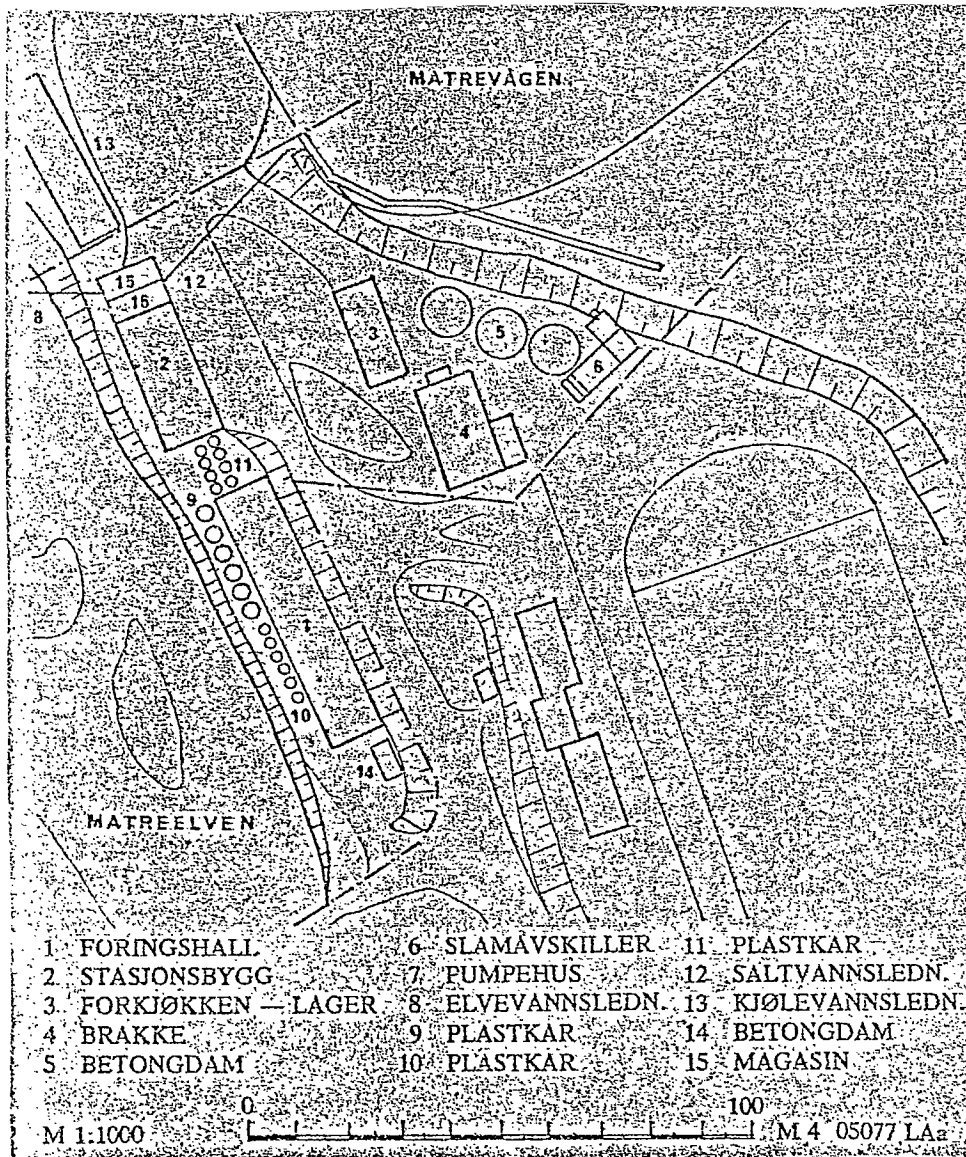 MATREVÅGEN
13
15
16
12
8
2
3
5
6
4
11
9
1
10
14
MATREELVEN
1 FORINGSHALL 6 SLAMAVSKILLER 11 PLASTKAR
2 STASJONSBYGG 7 PUMPEHUS 12 SALTVANNSLEDN.
3 FORKJØKKEN — LAGER 8 ELVEVANNSLEDN. 13 KJØLEVANNSLEDN.
4 BRAKKE 9 PLASTKAR 14 BETONGDAM
5 BETONGDAM 10 PLASTKAR 15 MAGASIN
0 100
M 1:1000 M 4 05077 LAa